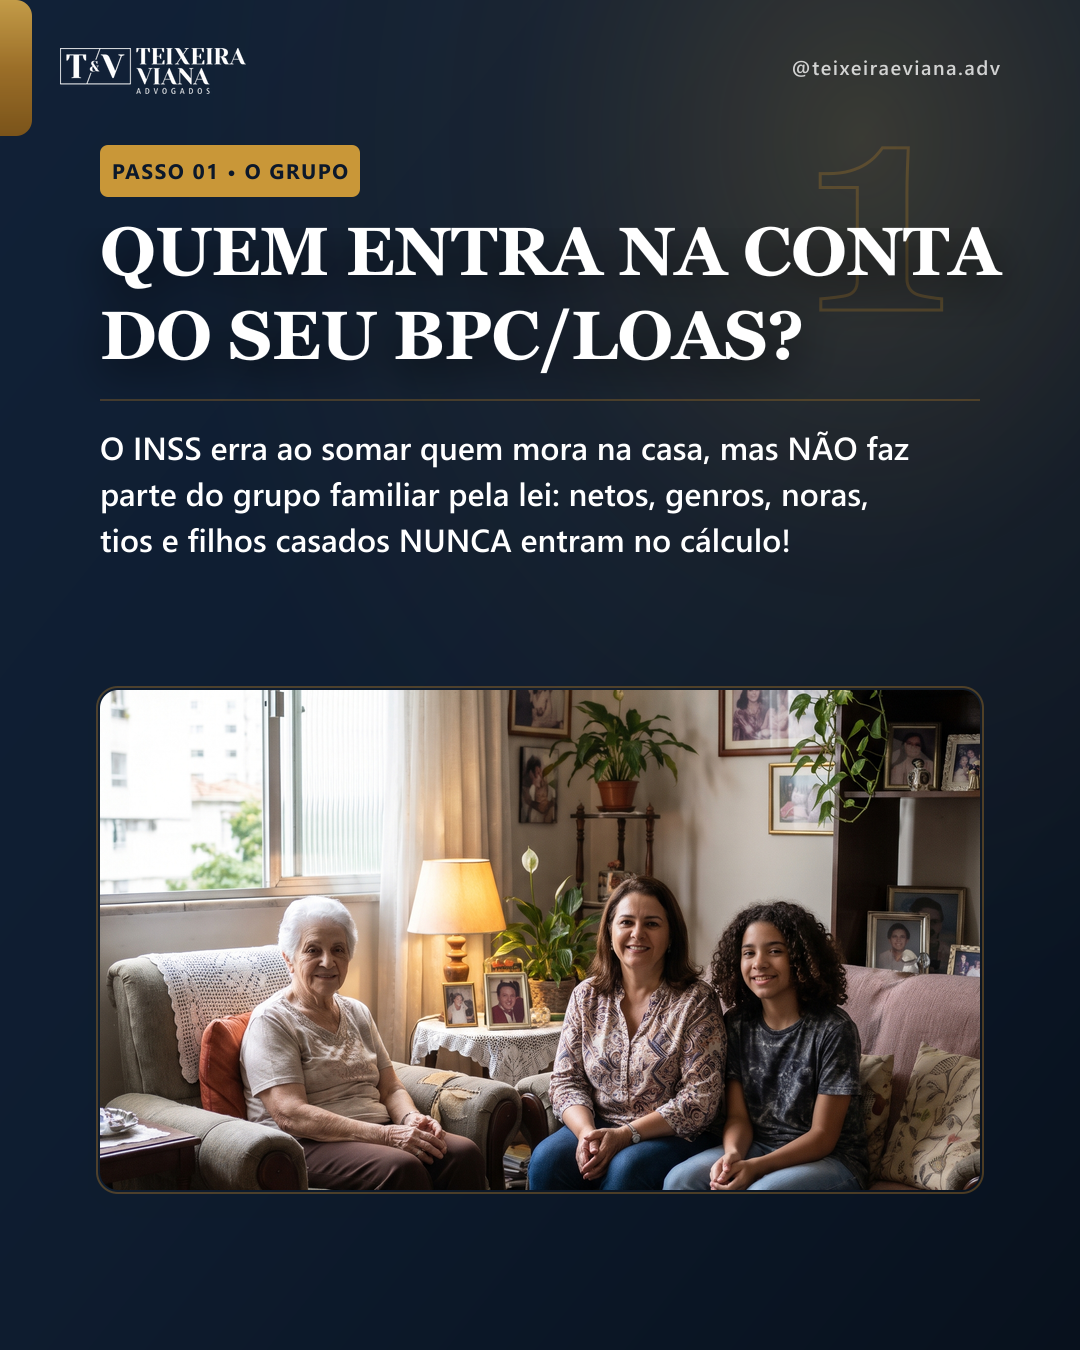 T&V TEIXEIRA
VIANA
ADVOGADOS
@teixeiraeviana.adv
PASSO 01 • O GRUPO
1
QUEM ENTRA NA CONTA
DO SEU BPC/LOAS?
O INSS erra ao somar quem mora na casa, mas NÃO faz
parte do grupo familiar pela lei: netos, genros, noras,
tios e filhos casados NUNCA entram no cálculo!